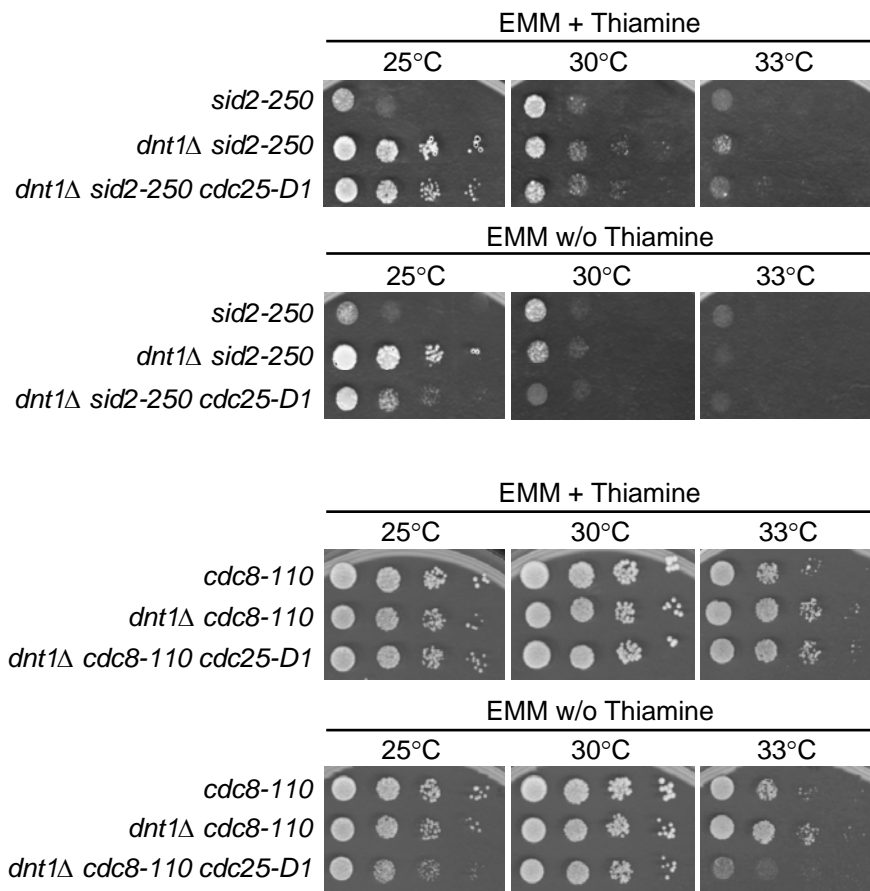 EMM + Thiamine
25°C 30°C 33°C
sid2-250
dnt1Δ sid2-250
dnt1Δ sid2-250 cdc25-D1
EMM w/o Thiamine
25°C 30°C 33°C
sid2-250
dnt1Δ sid2-250
dnt1Δ sid2-250 cdc25-D1
EMM + Thiamine
25°C 30°C 33°C
cdc8-110
dnt1Δ cdc8-110
dnt1Δ cdc8-110 cdc25-D1
EMM w/o Thiamine
25°C 30°C 33°C
cdc8-110
dnt1Δ cdc8-110
dnt1Δ cdc8-110 cdc25-D1